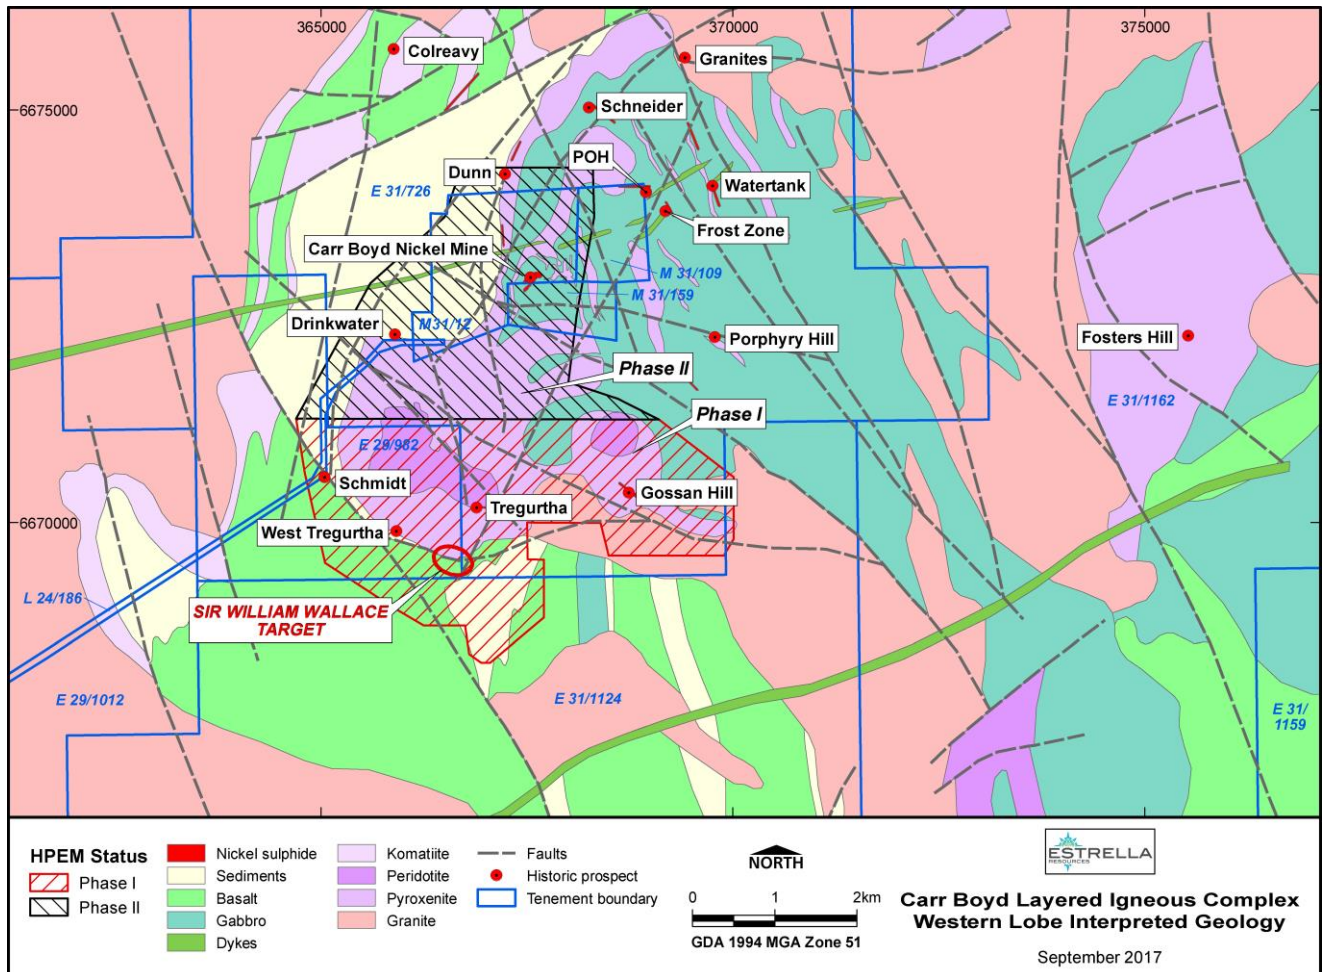 365000
370000
375000
Colreavy
Granites
6675000
Schneider
POH
Dunn
Watertank
E 31/726
Frost Zone
Carr Boyd Nickel Mine
M 31/109
M 31/159
Drinkwater
M31/12
Porphyry Hill
Fosters Hill
Phase II
E 31/1162
Phase I
E 29/982
Schmidt
Gossan Hill
Tregurtha
6670000
West Tregurtha
L 24/186
SIR WILLIAM WALLACE
TARGET
E 29/1012
E 31/1124
E 31/
1159
HPEM Status
Phase I
Phase II
Nickel sulphide
Sediments
Basalt
Gabbro
Dykes
Komatiite
Peridotite
Pyroxenite
Granite
Faults
Historic prospect
Tenement boundary
NORTH
0 1 2km
GDA 1994 MGA Zone 51
ESTRELLA
RESOURCES
Carr Boyd Layered Igneous Complex
Western Lobe Interpreted Geology
September 2017